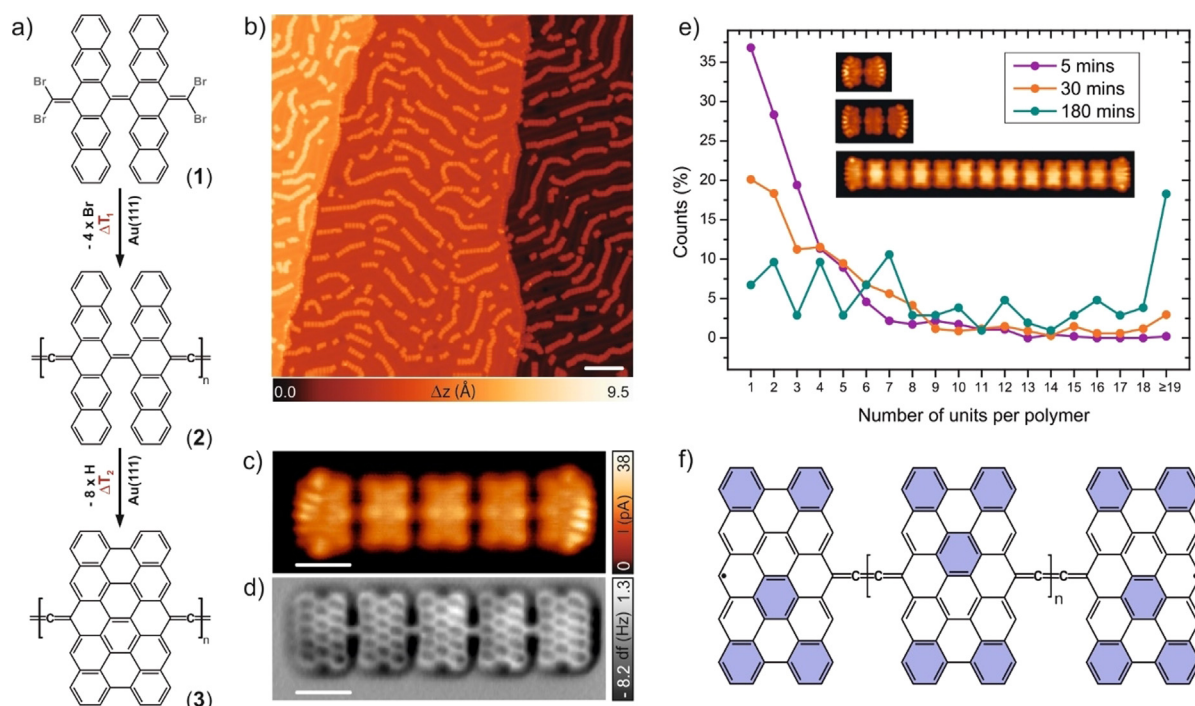 a)
Br
Br
Br
Br
(1)
- 4 x Br
ΔT1
Au(111)
C
C
n
(2)
- 8 x H
ΔT2
Au(111)
C
C
n
(3)
b)
0.0
Δz (Å)
9.5
c)
0
I (pA)
38
d)
- 8.2
df (Hz)
1.3
e)
5 mins
30 mins
180 mins
Counts (%)
35
30
25
20
15
10
5
0
1 2 3 4 5 6 7 8 9 10 11 12 13 14 15 16 17 18 ≥19
Number of units per polymer
f)
C
C
C
C
n